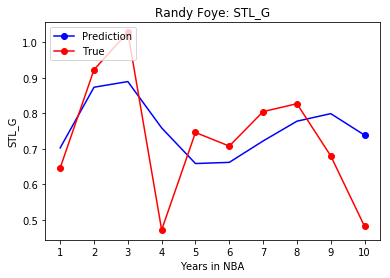 Randy Foye: STL_G
Prediction
True
1.0
0.9
0.8
0.7
0.6
0.5
STL_G
1 2 3 4 5 6 7 8 9 10
Years in NBA